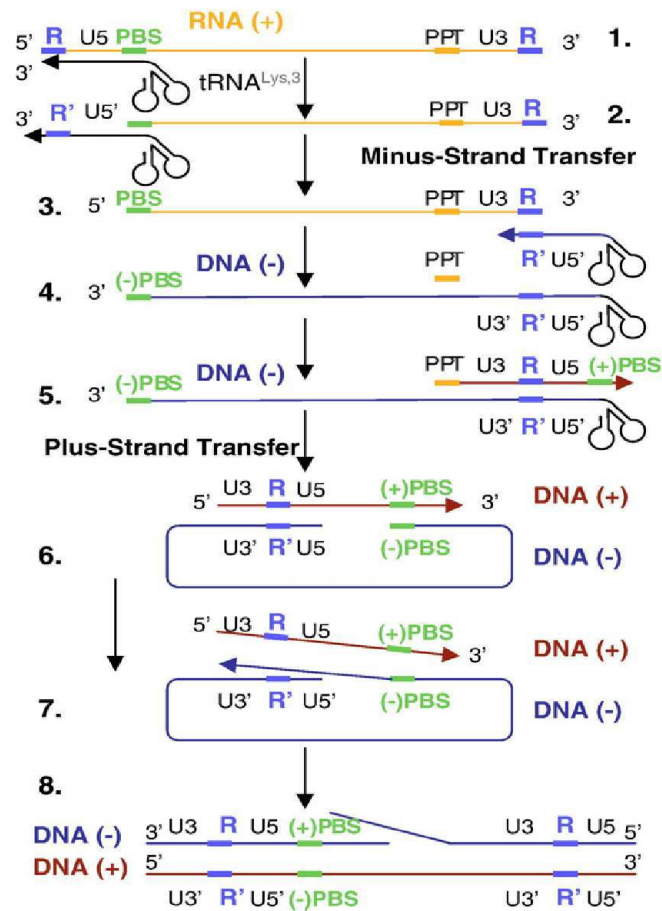 5' R U5 PBS RNA (+) PPT U3 R 3' 1.
3' tRNALys,3
3' R' U5' PPT U3 R 3' 2.
Minus-Strand Transfer
3. 5' PBS PPT U3 R 3'
DNA (-) PPT R' U5'
4. 3' (-)PBS
U3' R' U5'
DNA (-) PPT U3 R U5 (+)PBS
5. 3' (-)PBS
U3' R' U5'
Plus-Strand Transfer
5' U3 R U5 (+)PBS 3' DNA (+)
6. U3' R' U5 (-)PBS DNA (-)
5' U3 R U5 (+)PBS 3' DNA (+)
7. U3' R' U5' (-)PBS DNA (-)
8.
DNA (-) 3' U3 R U5 (+)PBS U3 R U5 5'
DNA (+) 5' 3'
U3' R' U5' (-)PBS U3' R' U5'